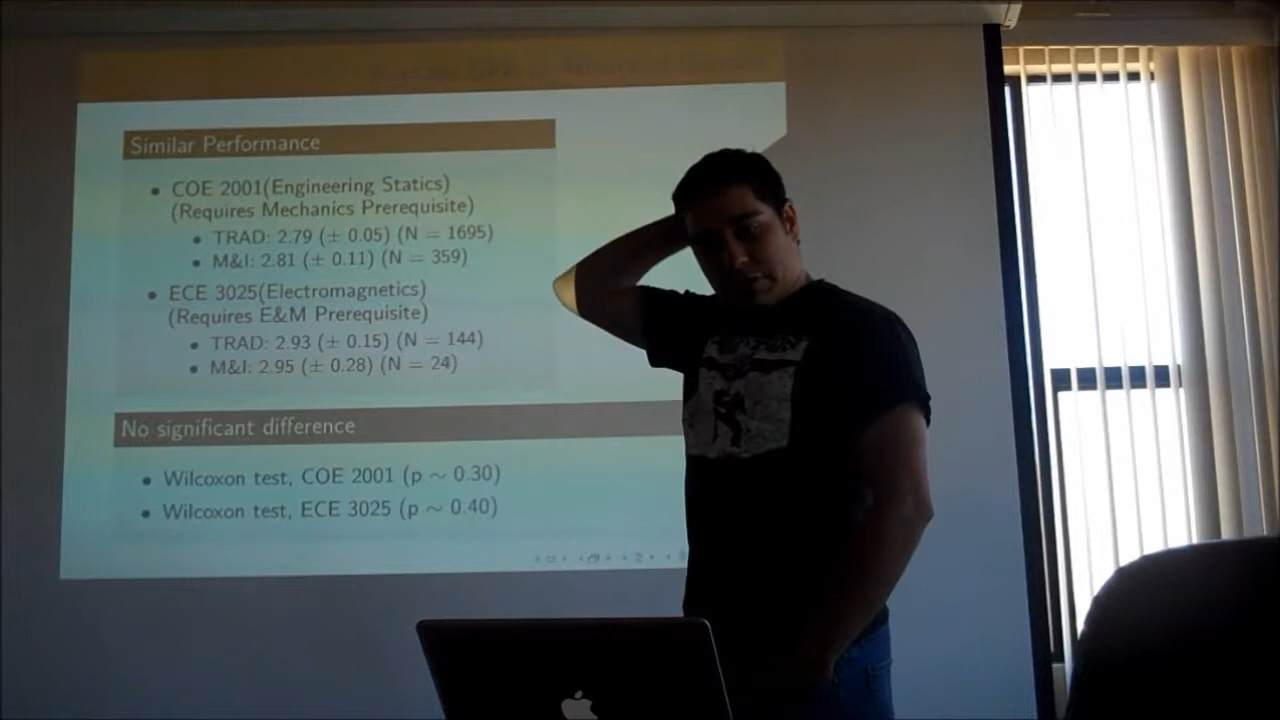 Similar Performance
• COE 2001(Engineering Statics)
(Requires Mechanics Prerequisite)
• TRAD: 2.79 (± 0.05) (N = 1695)
• M&I: 2.81 (± 0.11) (N = 359)
• ECE 3025(Electromagnetics)
(Requires E&M Prerequisite)
• TRAD: 2.93 (± 0.15) (N = 144)
• M&I: 2.95 (± 0.28) (N = 24)
No significant difference
• Wilcoxon test, COE 2001 (p ∼ 0.30)
• Wilcoxon test, ECE 3025 (p ∼ 0.40)